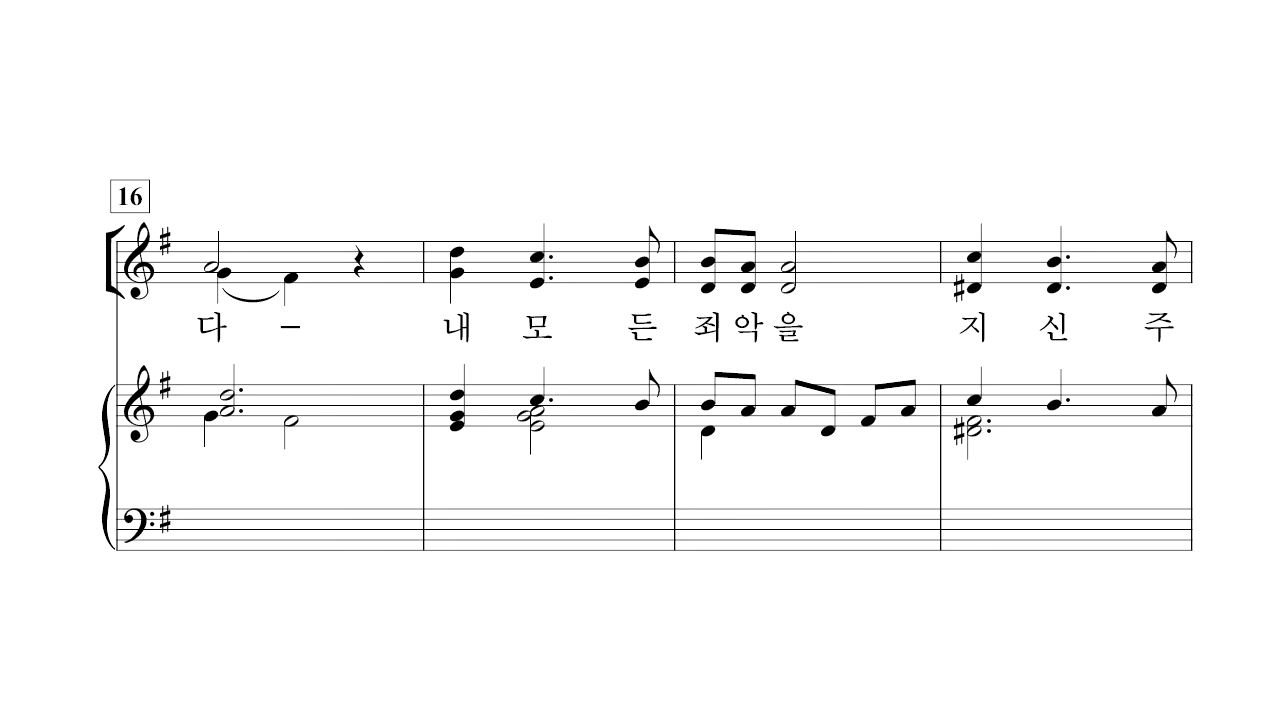 16
다 – 내 모 든 죄 악 을 지 신 주